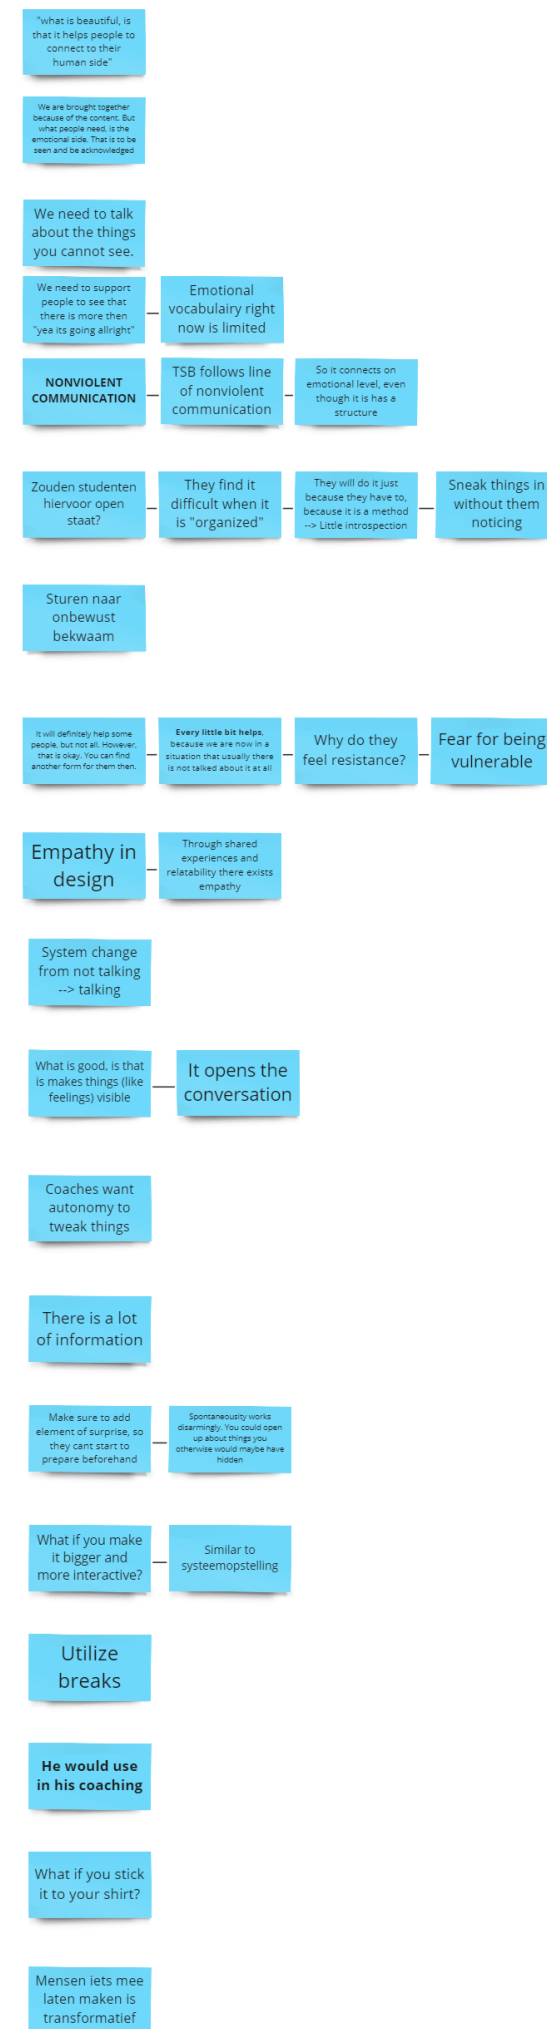 "what is beautiful, is
that it helps people to
connect to their
human side"
We are brought together
because of the content. But
what people need, is the
emotional side. That is to be
seen and be acknowledged
We need to talk
about the things
you cannot see.
We need to support
people to see that
there is more then
"yea its going allright"
Emotional
vocabulairy right
now is limited
NONVIOLENT
COMMUNICATION
TSB follows line
of nonviolent
communication
So it connects on
emotional level, even
though it is has a
structure
Zouden studenten
hiervoor open
staat?
They find it
difficult when it
is "organized"
They will do it just
because they have to,
because it is a method
--> Little introspection
Sneak things in
without them
noticing
Sturen naar
onbewust
bekwaam
It will definitely help some
people, but not all. However,
that is okay. You can find
another form for them then.
Every little bit helps,
because we are now in a
situation that usually there
is not talked about it at all
Why do they
feel resistance?
Fear for being
vulnerable
Empathy in
design
Through shared
experiences and
relatability there exists
empathy
System change
from not talking
--> talking
What is good, is that
is makes things (like
feelings) visible
It opens the
conversation
Coaches want
autonomy to
tweak things
There is a lot
of information
Make sure to add
element of surprise, so
they cant start to
prepare beforehand
Spontaneousity works
disarmingly. You could open
up about things you
otherwise would maybe have
hidden
What if you make
it bigger and
more interactive?
Similar to
systeemopstelling
Utilize
breaks
He would use
in his coaching
What if you stick
it to your shirt?
Mensen iets mee
laten maken is
transformatief